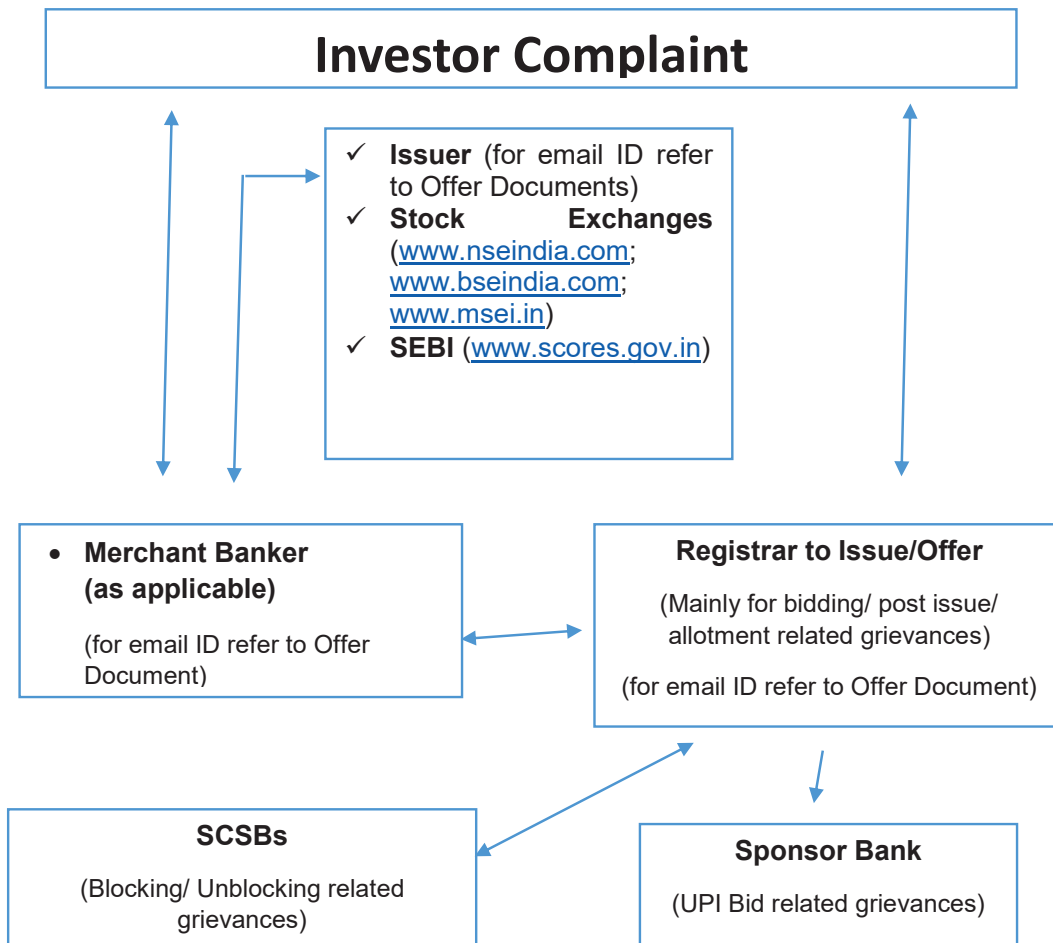 Investor Complaint
✓ Issuer (for email ID refer
to Offer Documents)
✓ Stock Exchanges
(www.nseindia.com;
www.bseindia.com;
www.msei.in)
✓ SEBI (www.scores.gov.in)
• Merchant Banker
(as applicable)
(for email ID refer to Offer
Document)
Registrar to Issue/Offer
(Mainly for bidding/ post issue/
allotment related grievances)
(for email ID refer to Offer Document)
SCSBs
(Blocking/ Unblocking related
grievances)
Sponsor Bank
(UPI Bid related grievances)